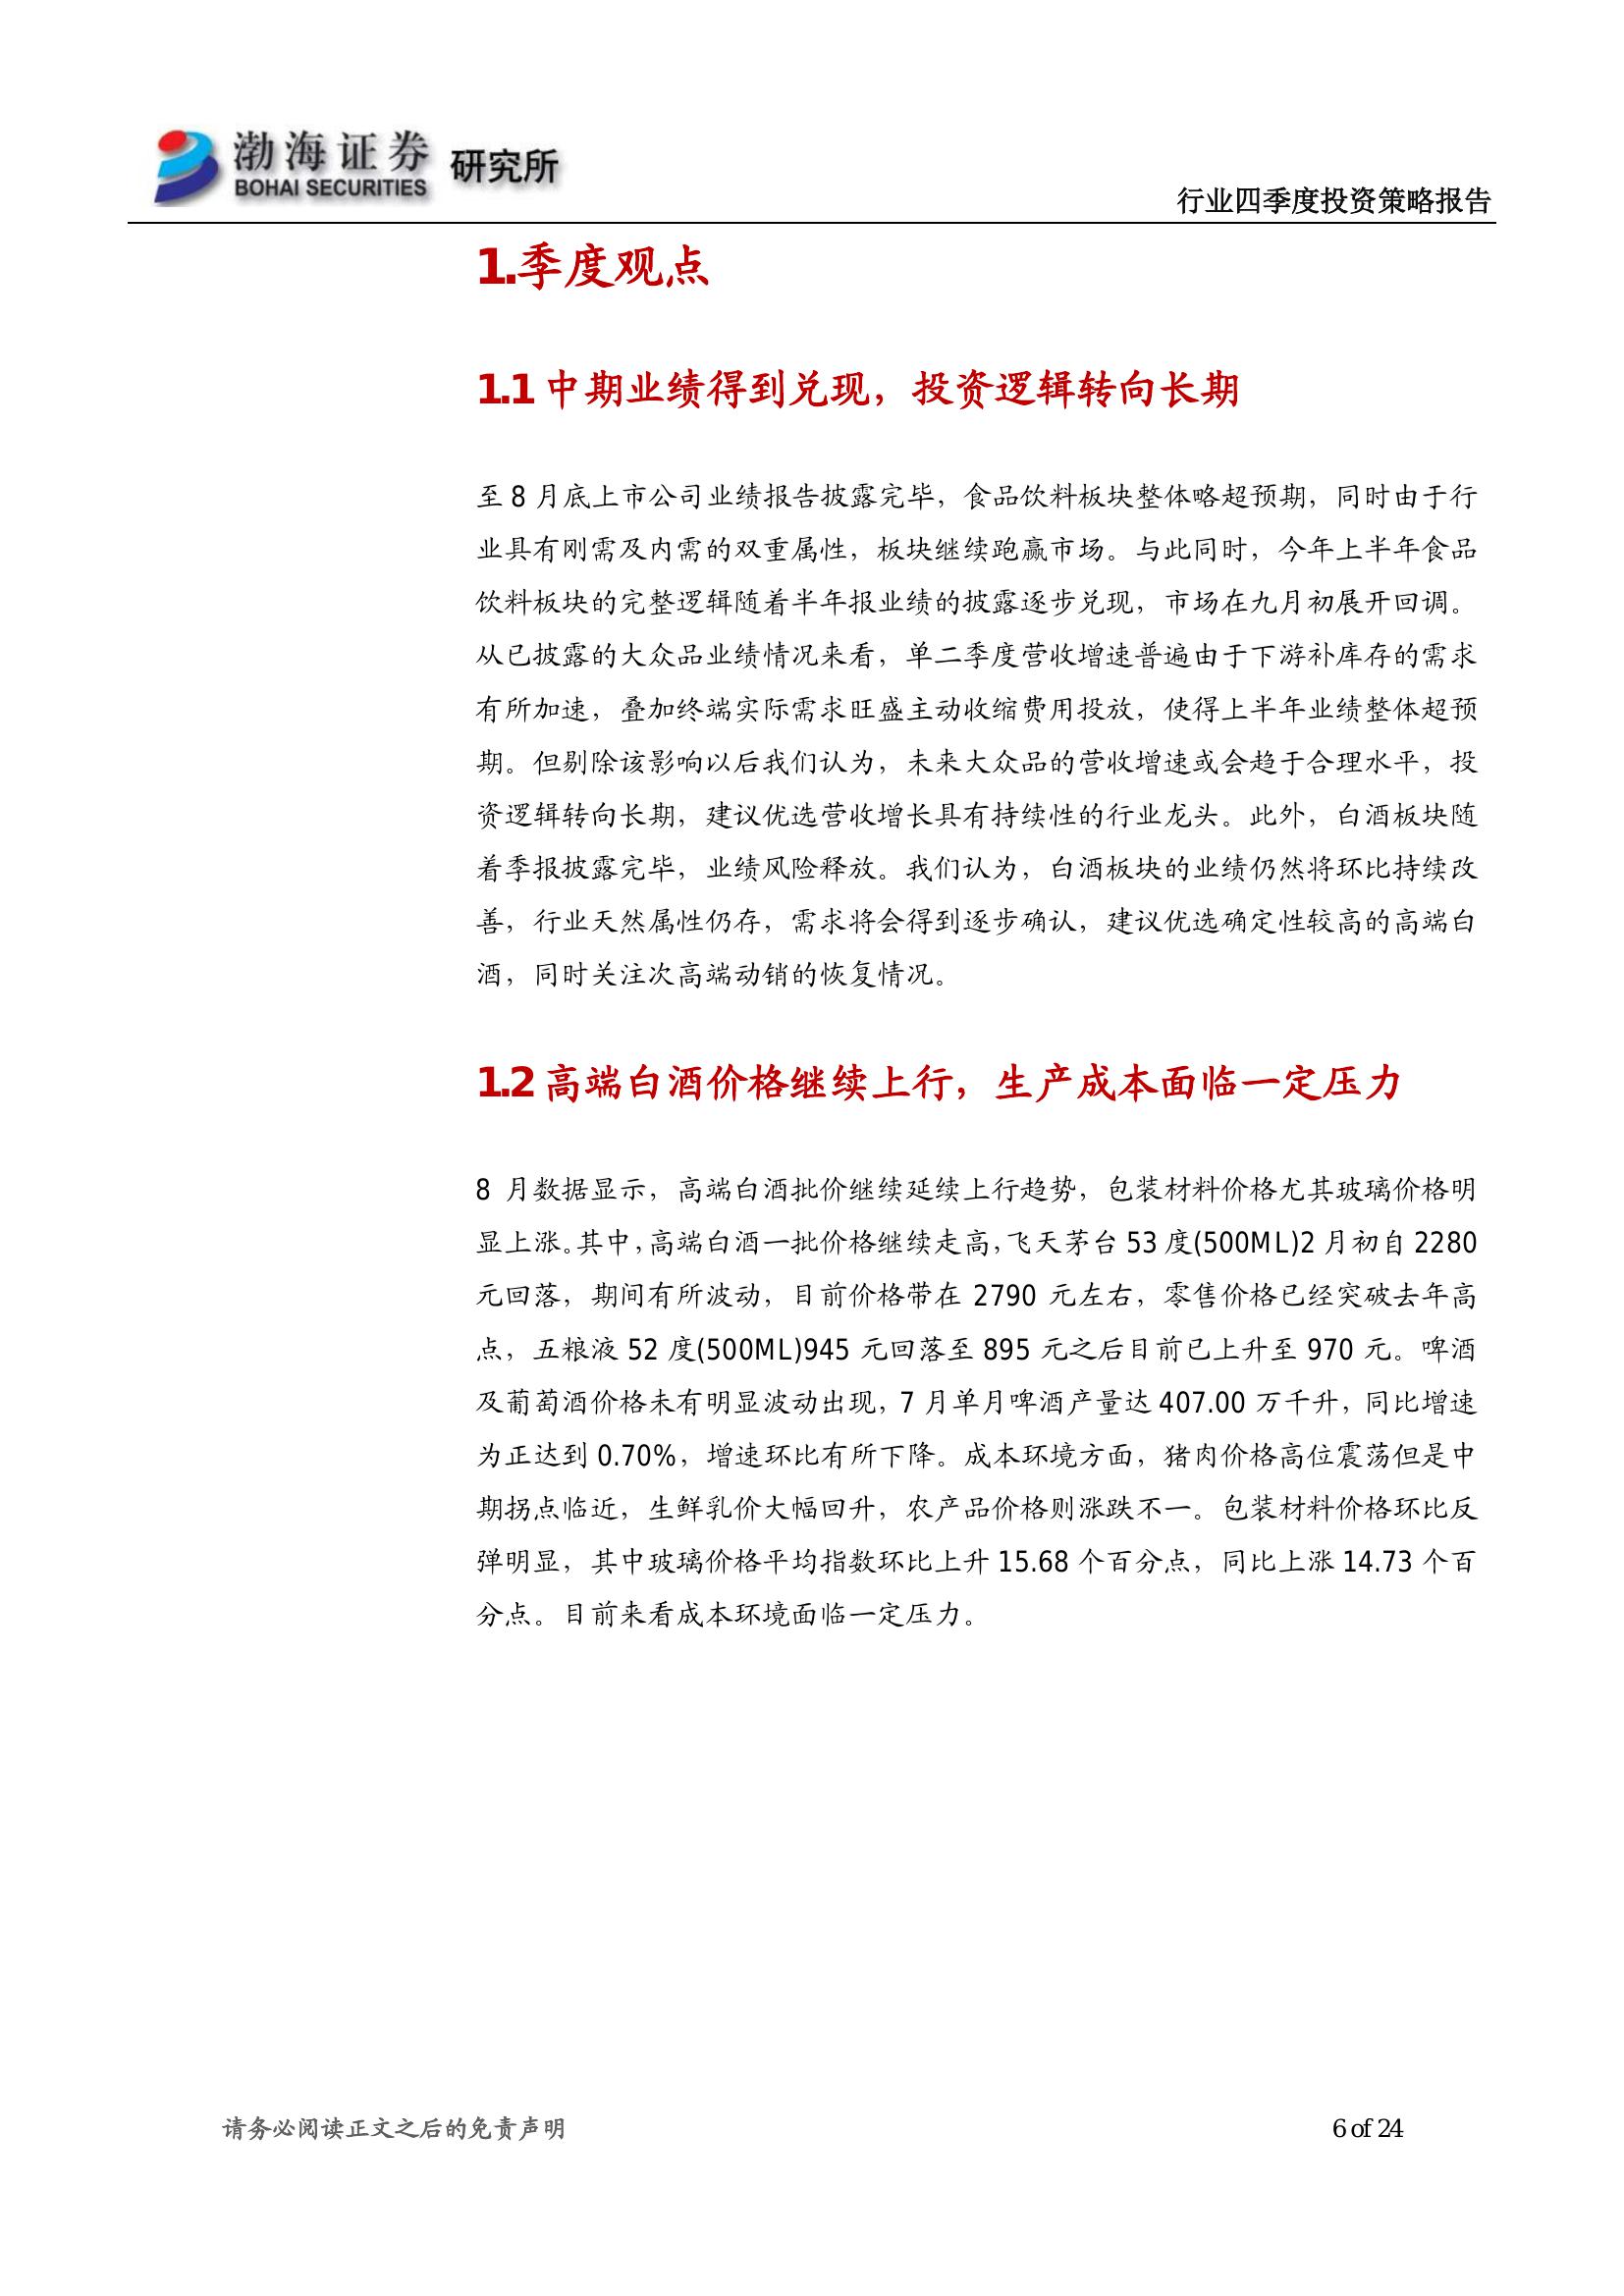 渤海证券
BOHAI SECURITIES
研究所
行业四季度投资策略报告
1.季度观点
1.1 中期业绩得到兑现，投资逻辑转向长期
至 8 月底上市公司业绩报告披露完毕，食品饮料板块整体略超预期，同时由于行
业具有刚需及内需的双重属性，板块继续跑赢市场。与此同时，今年上半年食品
饮料板块的完整逻辑随着半年报业绩的披露逐步兑现，市场在九月初展开回调。
从已披露的大众品业绩情况来看，单二季度营收增速普遍由于下游补库存的需求
有所加速，叠加终端实际需求旺盛主动收缩费用投放，使得上半年业绩整体超预
期。但剔除该影响以后我们认为，未来大众品的营收增速或会趋于合理水平，投
资逻辑转向长期，建议优选营收增长具有持续性的行业龙头。此外，白酒板块随
着季报披露完毕，业绩风险释放。我们认为，白酒板块的业绩仍然将环比持续改
善，行业天然属性仍存，需求将会得到逐步确认，建议优选确定性较高的高端白
酒，同时关注次高端动销的恢复情况。
1.2 高端白酒价格继续上行，生产成本面临一定压力
8 月数据显示，高端白酒批价继续延续上行趋势，包装材料价格尤其玻璃价格明
显上涨。其中，高端白酒一批价格继续走高，飞天茅台 53 度(500ML)2 月初自 2280
元回落，期间有所波动，目前价格带在 2790 元左右，零售价格已经突破去年高
点，五粮液 52 度(500ML)945 元回落至 895 元之后目前已上升至 970 元。啤酒
及葡萄酒价格未有明显波动出现，7 月单月啤酒产量达 407.00 万千升，同比增速
为正达到 0.70%，增速环比有所下降。成本环境方面，猪肉价格高位震荡但是中
期拐点临近，生鲜乳价大幅回升，农产品价格则涨跌不一。包装材料价格环比反
弹明显，其中玻璃价格平均指数环比上升 15.68 个百分点，同比上涨 14.73 个百
分点。目前来看成本环境面临一定压力。
请务必阅读正文之后的免责声明
6 of 24